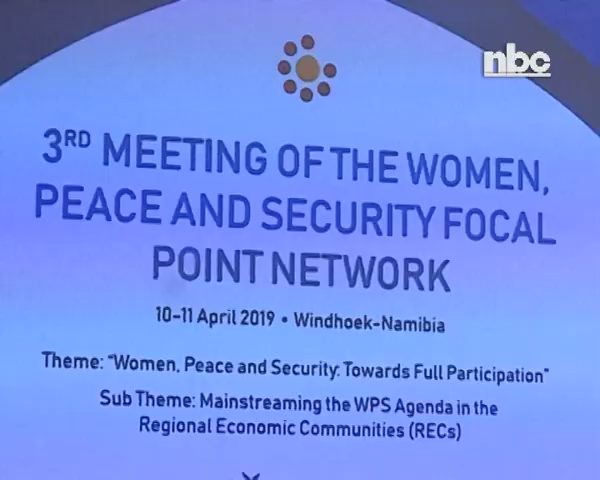 nbc
3RD MEETING OF THE WOMEN,
PEACE AND SECURITY FOCAL
POINT NETWORK
10-11 April 2019 • Windhoek-Namibia
Theme: "Women, Peace and Security: Towards Full Participation"
Sub Theme: Mainstreaming the WPS Agenda in the
Regional Economic Communities (RECs)